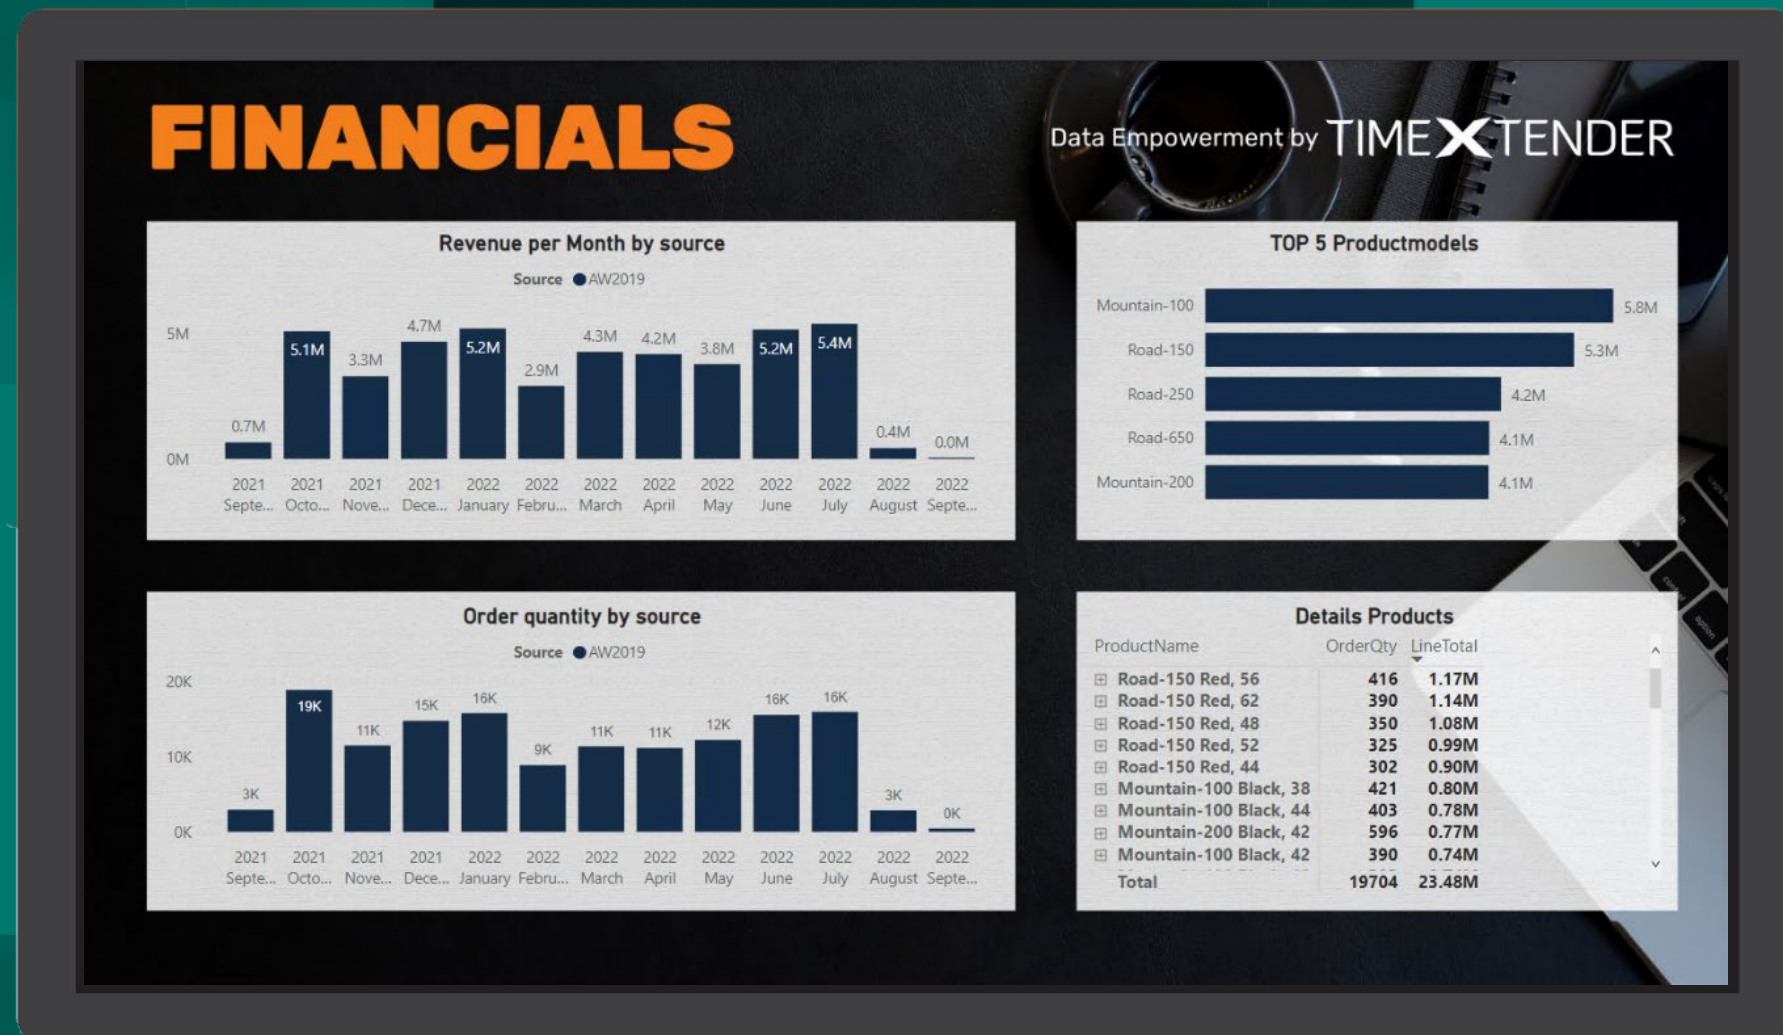 FINANCIALS
Data Empowerment by TIMEXTENDER
Revenue per Month by source
Source AW2019
5M
0M
0.7M
5.1M
3.3M
4.7M
5.2M
2.9M
4.3M
4.2M
3.8M
5.2M
5.4M
0.4M
0.0M
2021 2021 2021 2021 2022 2022 2022 2022 2022 2022 2022 2022 2022
Septe... Octo... Nove... Dece... January Febru... March April May June July August Septe...
TOP 5 Productmodels
Mountain-100 5.8M
Road-150 5.3M
Road-250 4.2M
Road-650 4.1M
Mountain-200 4.1M
Order quantity by source
Source AW2019
20K
10K
0K
3K
19K
11K
15K
16K
9K
11K
11K
12K
16K
16K
3K
0K
2021 2021 2021 2021 2022 2022 2022 2022 2022 2022 2022 2022 2022
Septe... Octo... Nove... Dece... January Febru... March April May June July August Septe...
Details Products
ProductName OrderQty LineTotal
Road-150 Red, 56 416 1.17M
Road-150 Red, 62 390 1.14M
Road-150 Red, 48 350 1.08M
Road-150 Red, 52 325 0.99M
Road-150 Red, 44 302 0.90M
Mountain-100 Black, 38 421 0.80M
Mountain-100 Black, 44 403 0.78M
Mountain-200 Black, 42 596 0.77M
Mountain-100 Black, 42 390 0.74M
Total 19704 23.48M
control
option